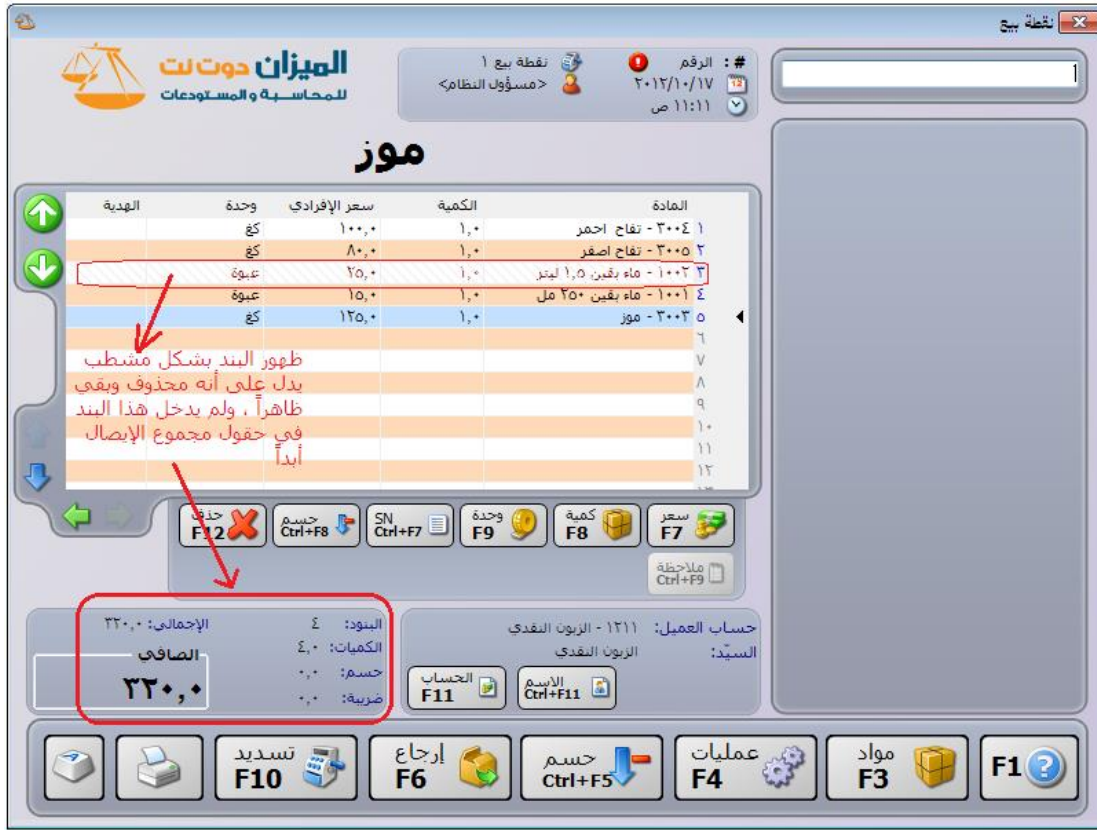 نقطة بيع
1
# : الرقم
٢٠١٢/١٠/١٧
١١:١١ ص
نقطة بيع ١
<مسؤول النظام>
الميزان دوت نت
للمحاسبة والمستودعات
موز
المادة الكمية سعر الإفرادي وحدة الهدية
١ ٣٠٠٤ - تفاح احمر ١,٠ ١٠٠,٠ كغ
٢ ٣٠٠٥ - تفاح اصفر ١,٠ ٨٠,٠ كغ
٣ ١٠٠٢ - ماء بقين ١,٥ ليتر ١,٠ ٢٥,٠ عبوة
٤ ١٠٠١ - ماء بقين ٢٥٠ مل ١,٠ ١٥,٠ عبوة
٥ ٣٠٠٣ - موز ١,٠ ١٢٥,٠ كغ
٦
٧
٨
٩
١٠
١١
١٢
ظهور البند بشكل مشطب
يدل على أنه محذوف وبقي
ظاهراً ، ولم يدخل هذا البند
في حقول مجموع الإيصال
أبداً
سعر F7
كمية F8
وحدة F9
SN Ctrl+F7
حسم Ctrl+F8
حذف F12
ملاحظة Ctrl+F9
حساب العميل: ١٢١١ - الزبون النقدي
السيّد: الزبون النقدي
الاسم Ctrl+F11
الحساب F11
البنود: ٤
الكميات: ٤,٠
حسم: ٠,٠
ضريبة: ٠,٠
الإجمالي: ٣٢٠,٠
الصافي
٣٢٠,٠
F1
مواد F3
عمليات F4
حسم Ctrl+F5
إرجاع F6
تسديد F10